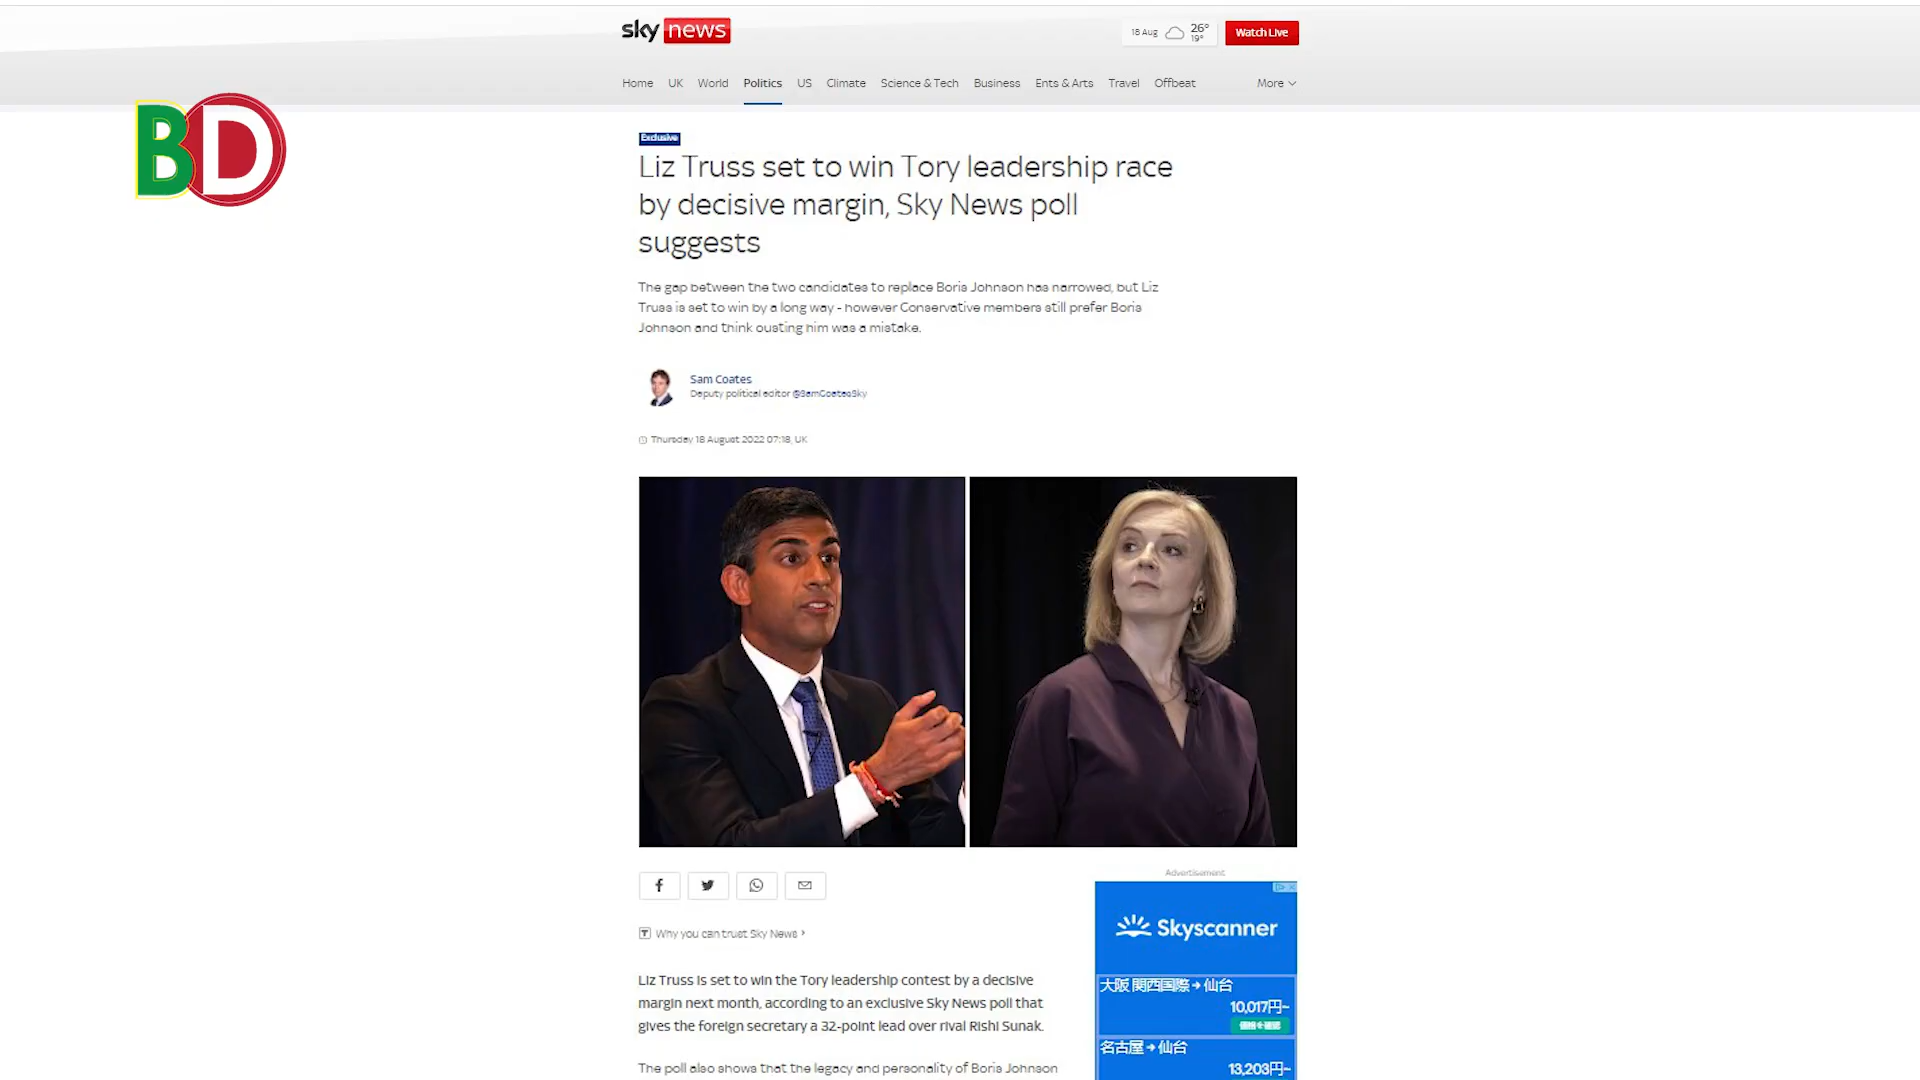 sky news
18 Aug
26°
19°
Watch Live
Home UK World Politics US Climate Science & Tech Business Ents & Arts Travel Offbeat More
BD
Exclusive
Liz Truss set to win Tory leadership race
by decisive margin, Sky News poll
suggests
The gap between the two candidates to replace Boris Johnson has narrowed, but Liz
Truss is set to win by a long way - however Conservative members still prefer Boris
Johnson and think ousting him was a mistake.
Sam Coates
Deputy political editor @SamCoatesSky
Thursday 18 August 2022 07:18, UK
Advertisement
Why you can trust Sky News
Skyscanner
Liz Truss is set to win the Tory leadership contest by a decisive
margin next month, according to an exclusive Sky News poll that
gives the foreign secretary a 32-point lead over rival Rishi Sunak.
大阪 関西国際 → 仙台
10,017円~
価格を確認
名古屋 → 仙台
13,203円~
The poll also shows that the legacy and personality of Boris Johnson